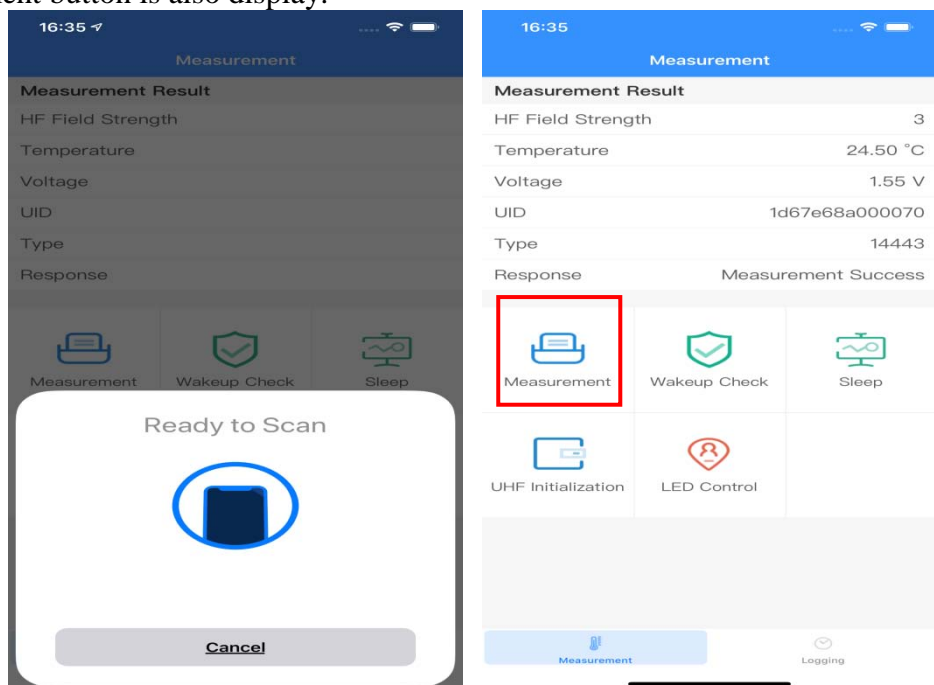 ent button is also display.
16:35
Measurement
Measurement Result
HF Field Strength
Temperature
Voltage
UID
Type
Response
Measurement
Wakeup Check
Sleep
Ready to Scan
Cancel
16:35
Measurement
Measurement Result
HF Field Strength 3
Temperature 24.50 °C
Voltage 1.55 V
UID 1d67e68a000070
Type 14443
Response Measurement Success
Measurement
Wakeup Check
Sleep
UHF Initialization
LED Control
Measurement
Logging